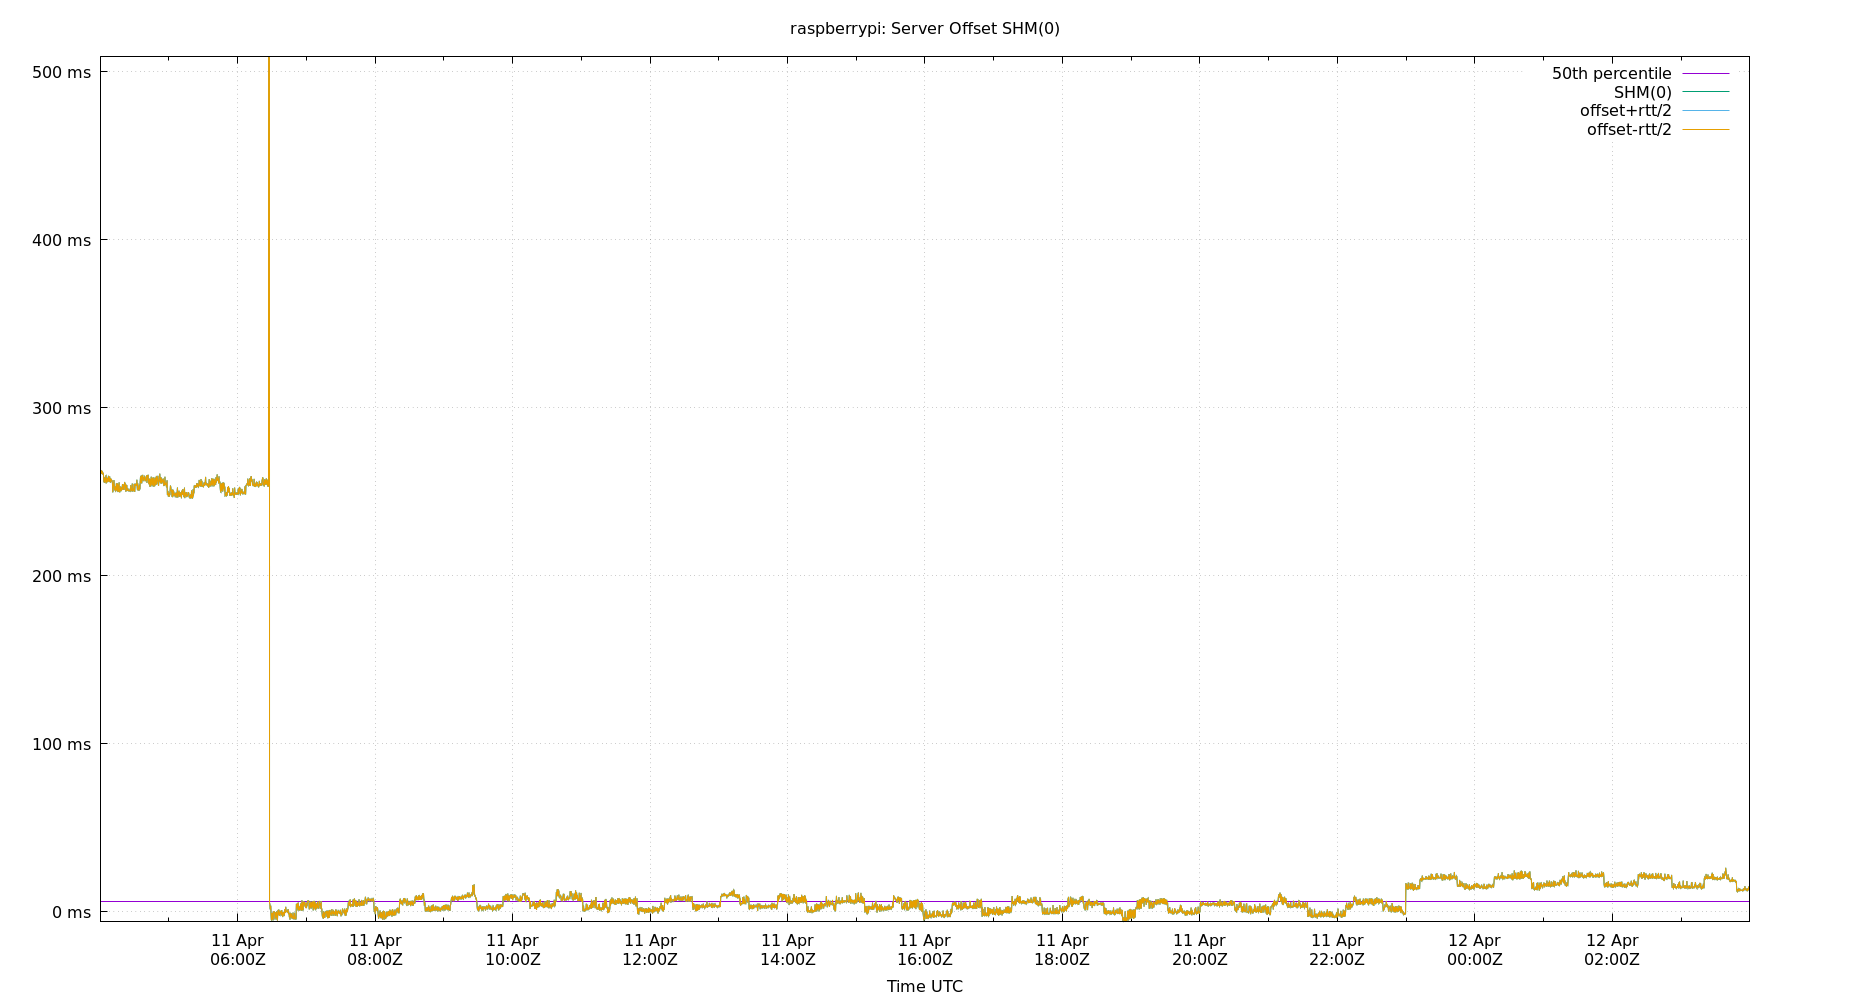 raspberrypi: Server Offset SHM(0)
500 ms
400 ms
300 ms
200 ms
100 ms
0 ms
50th percentile
SHM(0)
offset+rtt/2
offset-rtt/2
11 Apr 11 Apr 11 Apr 11 Apr 11 Apr 11 Apr 11 Apr 11 Apr 11 Apr 12 Apr 12 Apr
06:00Z 08:00Z 10:00Z 12:00Z 14:00Z 16:00Z 18:00Z 20:00Z 22:00Z 00:00Z 02:00Z
Time UTC